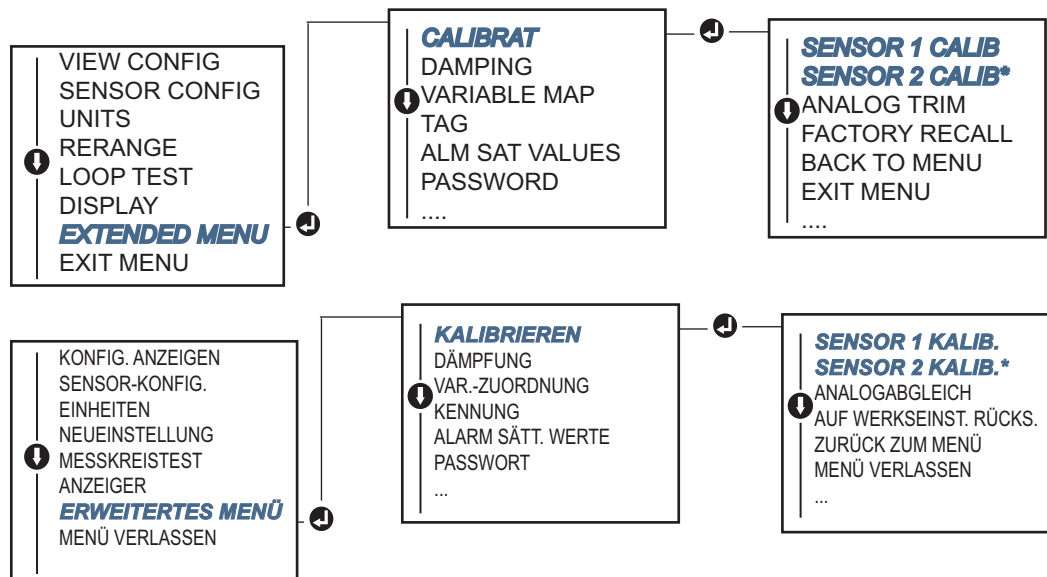 VIEW CONFIG
SENSOR CONFIG
UNITS
RERANGE
LOOP TEST
DISPLAY
EXTENDED MENU
EXIT MENU
CALIBRAT
DAMPING
VARIABLE MAP
TAG
ALM SAT VALUES
PASSWORD
....
SENSOR 1 CALIB
SENSOR 2 CALIB*
ANALOG TRIM
FACTORY RECALL
BACK TO MENU
EXIT MENU
....
KONFIG. ANZEIGEN
SENSOR-KONFIG.
EINHEITEN
NEUEINSTELLUNG
MESSKREISTEST
ANZEIGER
ERWEITERTES MENÜ
MENÜ VERLASSEN
KALIBRIEREN
DÄMPFUNG
VAR.-ZUORDNUNG
KENNUNG
ALARM SÄTT. WERTE
PASSWORT
...
SENSOR 1 KALIB.
SENSOR 2 KALIB.*
ANALOGABGLEICH
AUF WERKSEINST. RÜCKS.
ZURÜCK ZUM MENÜ
MENÜ VERLASSEN
...